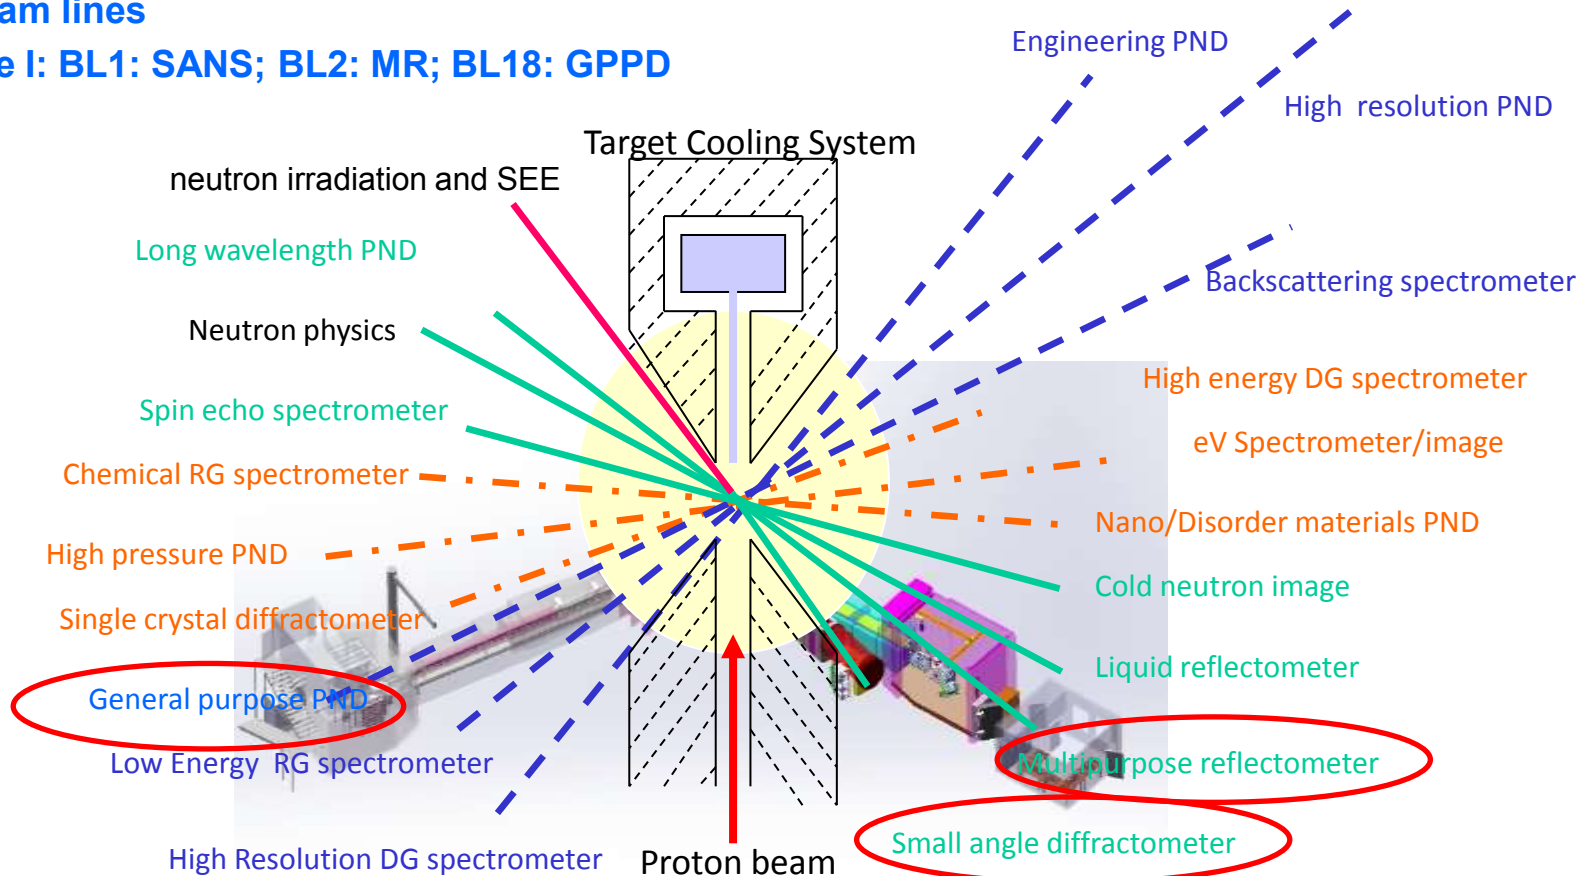 am lines
e I: BL1: SANS; BL2: MR; BL18: GPPD
Engineering PND
High resolution PND
Target Cooling System
neutron irradiation and SEE
Long wavelength PND
Backscattering spectrometer
Neutron physics
High energy DG spectrometer
Spin echo spectrometer
eV Spectrometer/image
Chemical RG spectrometer
Nano/Disorder materials PND
High pressure PND
Cold neutron image
Single crystal diffractometer
Liquid reflectometer
General purpose PND
Low Energy RG spectrometer
Multipurpose reflectometer
Small angle diffractometer
High Resolution DG spectrometer
Proton beam